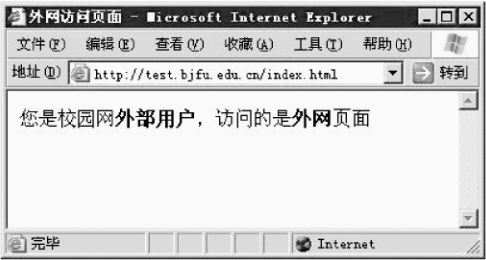 外网访问页面 - Microsoft Internet Explorer
文件(F) 编辑(E) 查看(V) 收藏(A) 工具(T) 帮助(H)
地址(D) http://test.bjfu.edu.cn/index.html 转到
您是校园网外部用户，访问的是外网页面
完毕 Internet